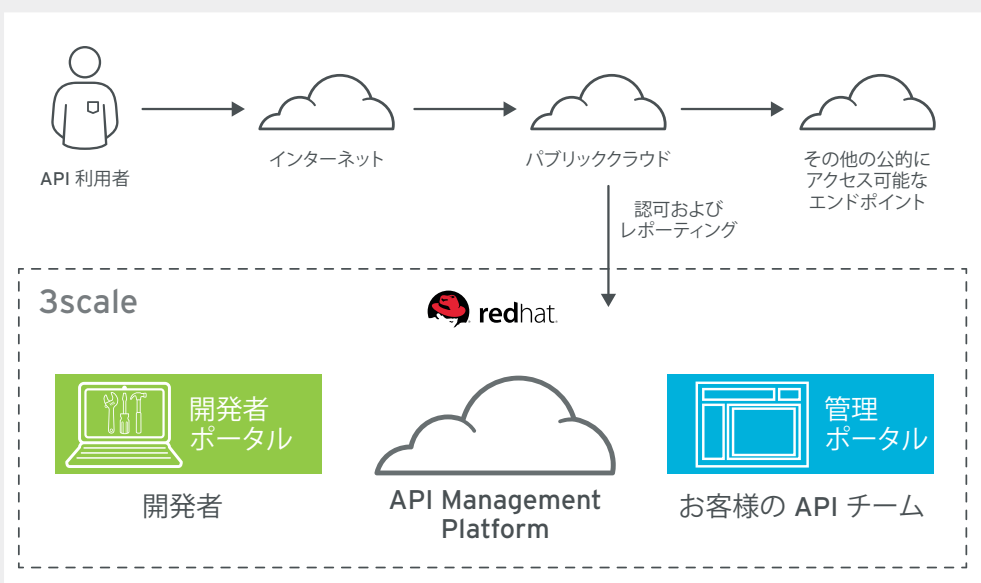 API 利用者
インターネット
パブリッククラウド
その他の公的に
アクセス可能な
エンドポイント
認可および
レポーティング
3scale
redhat.
開発者
ポータル
管理
ポータル
開発者
API Management
Platform
お客様の API チーム